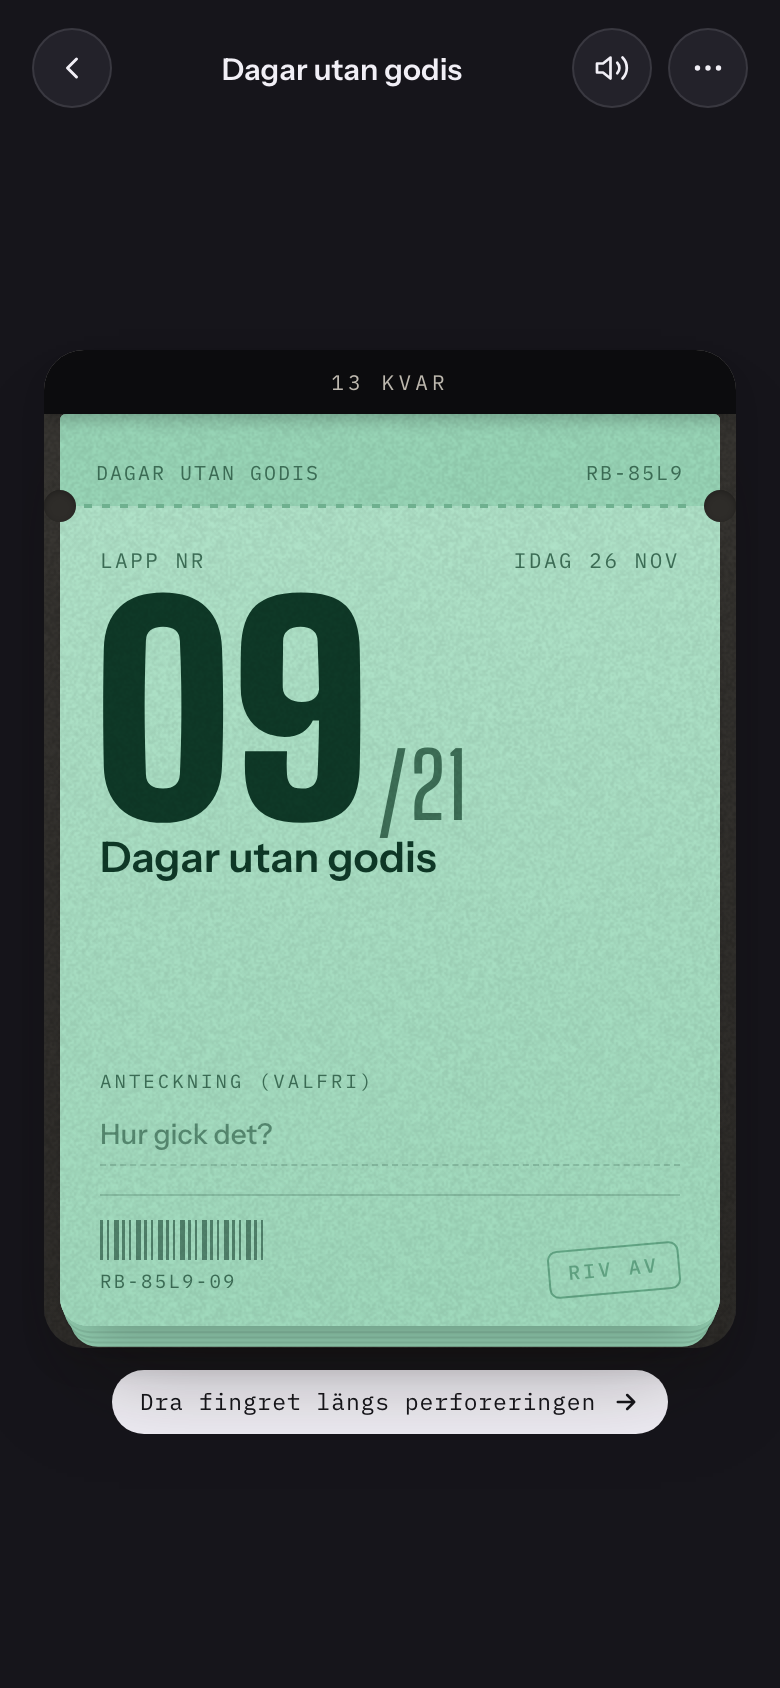 Dagar utan godis
13 KVAR
DAGAR UTAN GODIS RB-85L9
LAPP NR IDAG 26 NOV
09/21
Dagar utan godis
ANTECKNING (VALFRI)
Hur gick det?
RB-85L9-09
RIV AV
Dra fingret längs perforeringen →